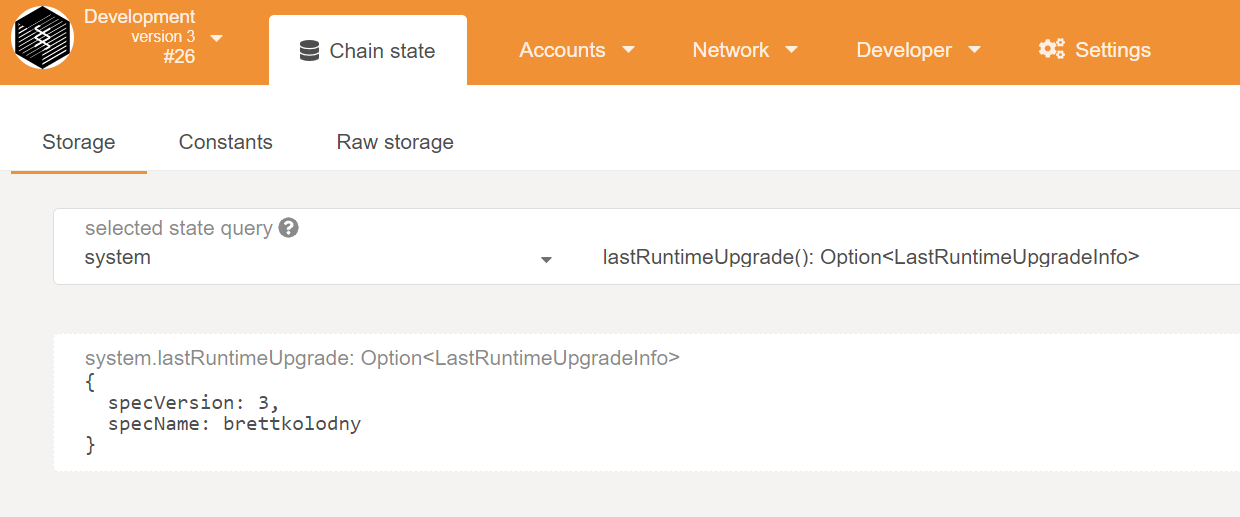 Development
version 3
#26
Chain state
Accounts
Network
Developer
Settings
Storage
Constants
Raw storage
selected state query ?
system
lastRuntimeUpgrade(): Option<LastRuntimeUpgradeInfo>
system.lastRuntimeUpgrade: Option<LastRuntimeUpgradeInfo>
{
  specVersion: 3,
  specName: brettkolodny
}